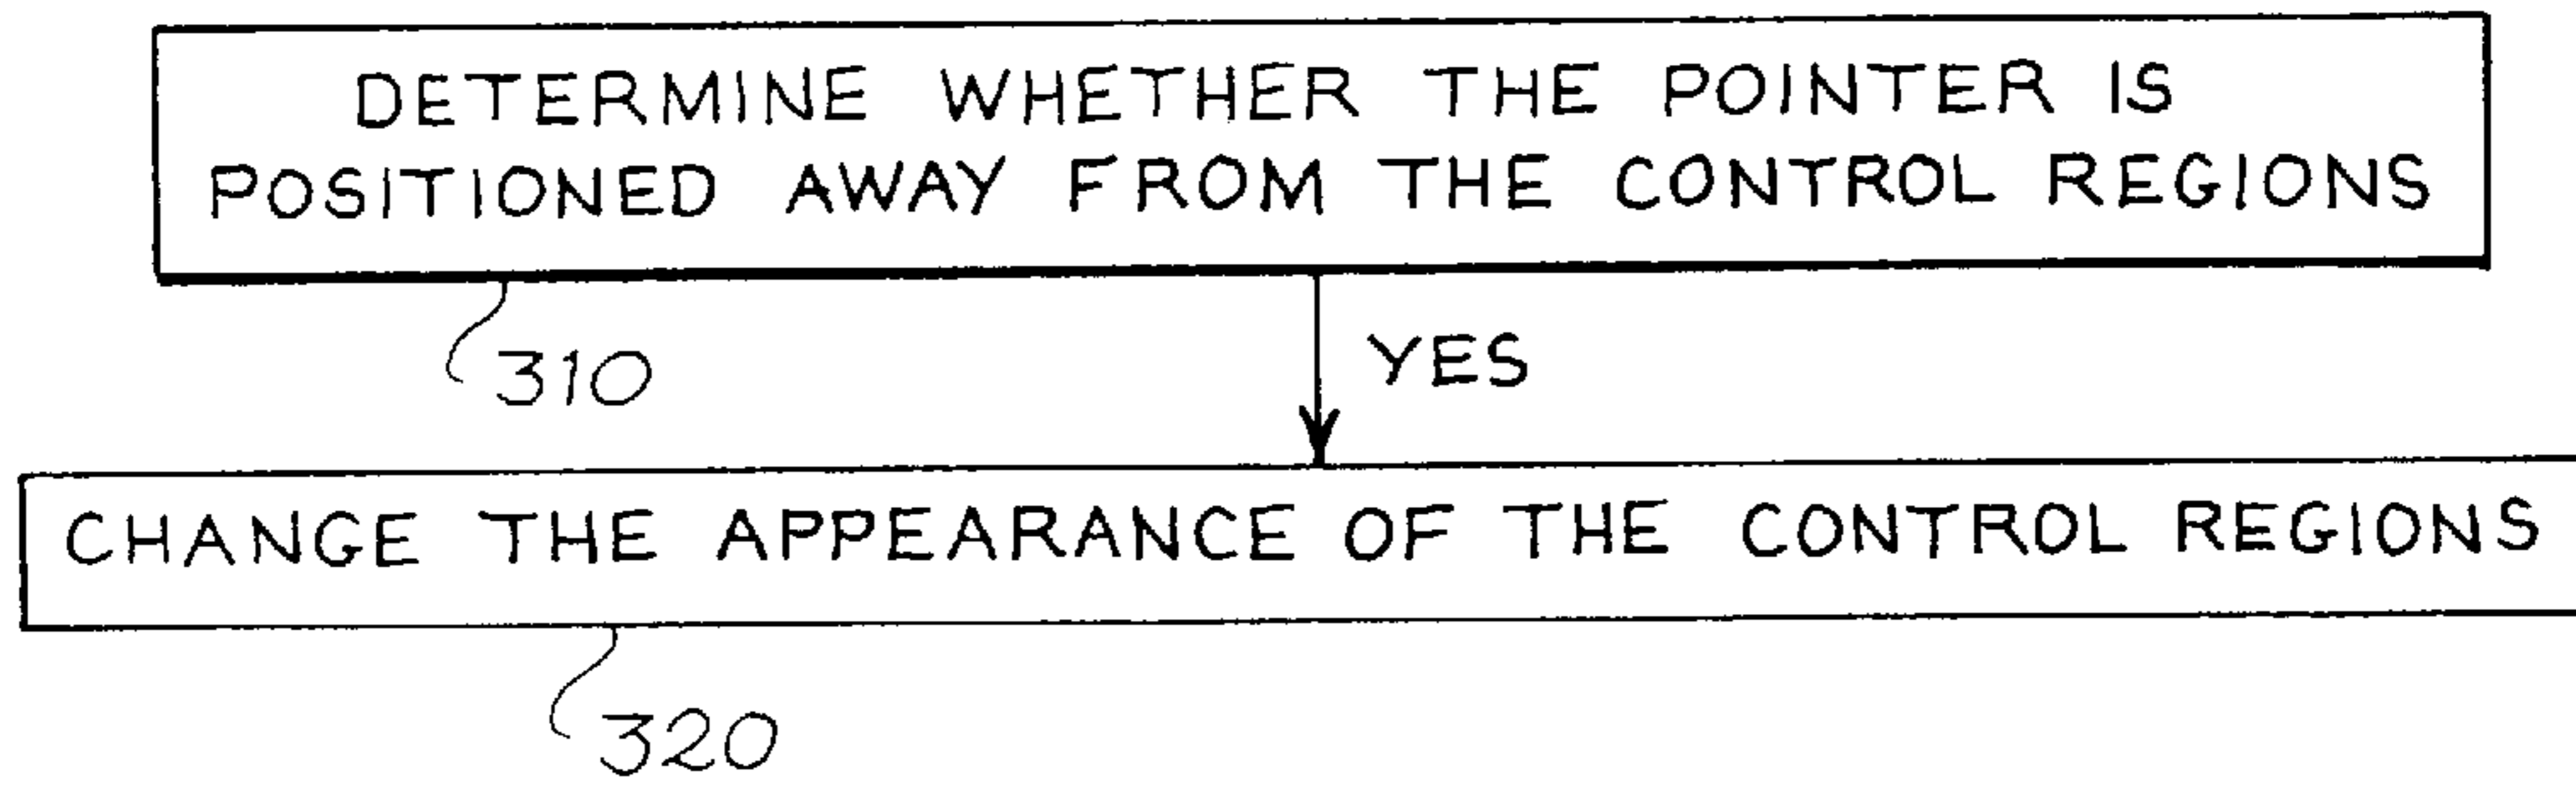 DETERMINE WHETHER THE POINTER IS
POSITIONED AWAY FROM THE CONTROL REGIONS
310
YES
CHANGE THE APPEARANCE OF THE CONTROL REGIONS
320